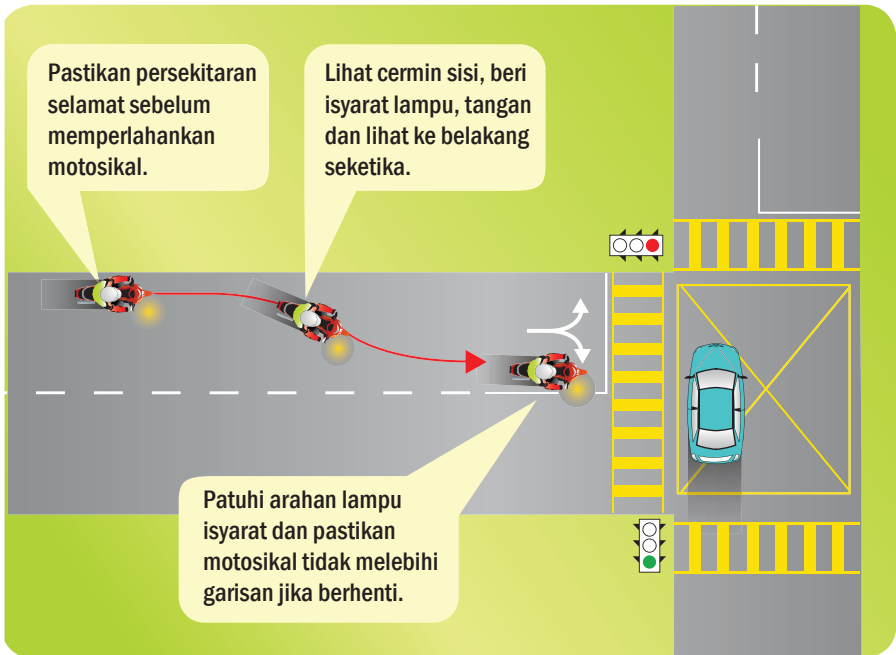 Pastikan persekitaran
selamat sebelum
memperlahankan
motosikal.
Lihat cermin sisi, beri
isyarat lampu, tangan
dan lihat ke belakang
seketika.
Patuhi arahan lampu
isyarat dan pastikan
motosikal tidak melebihi
garisan jika berhenti.